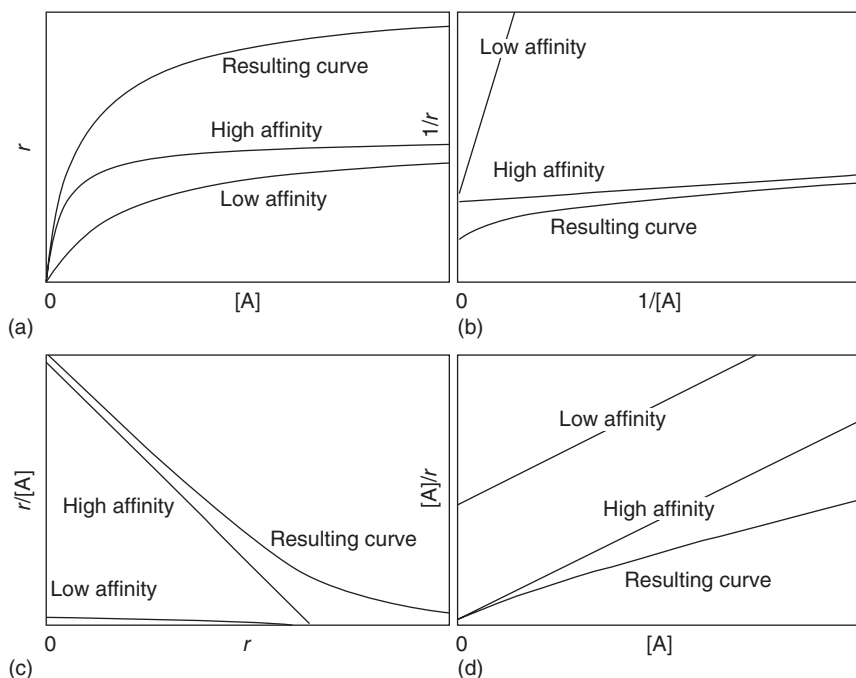 r
Resulting curve
High affinity
Low affinity
0
[A]
(a)
1/r
Low affinity
High affinity
Resulting curve
0
1/[A]
(b)
r/[A]
High affinity
Resulting curve
Low affinity
0
r
(c)
[A]/r
Low affinity
High affinity
Resulting curve
0
[A]
(d)